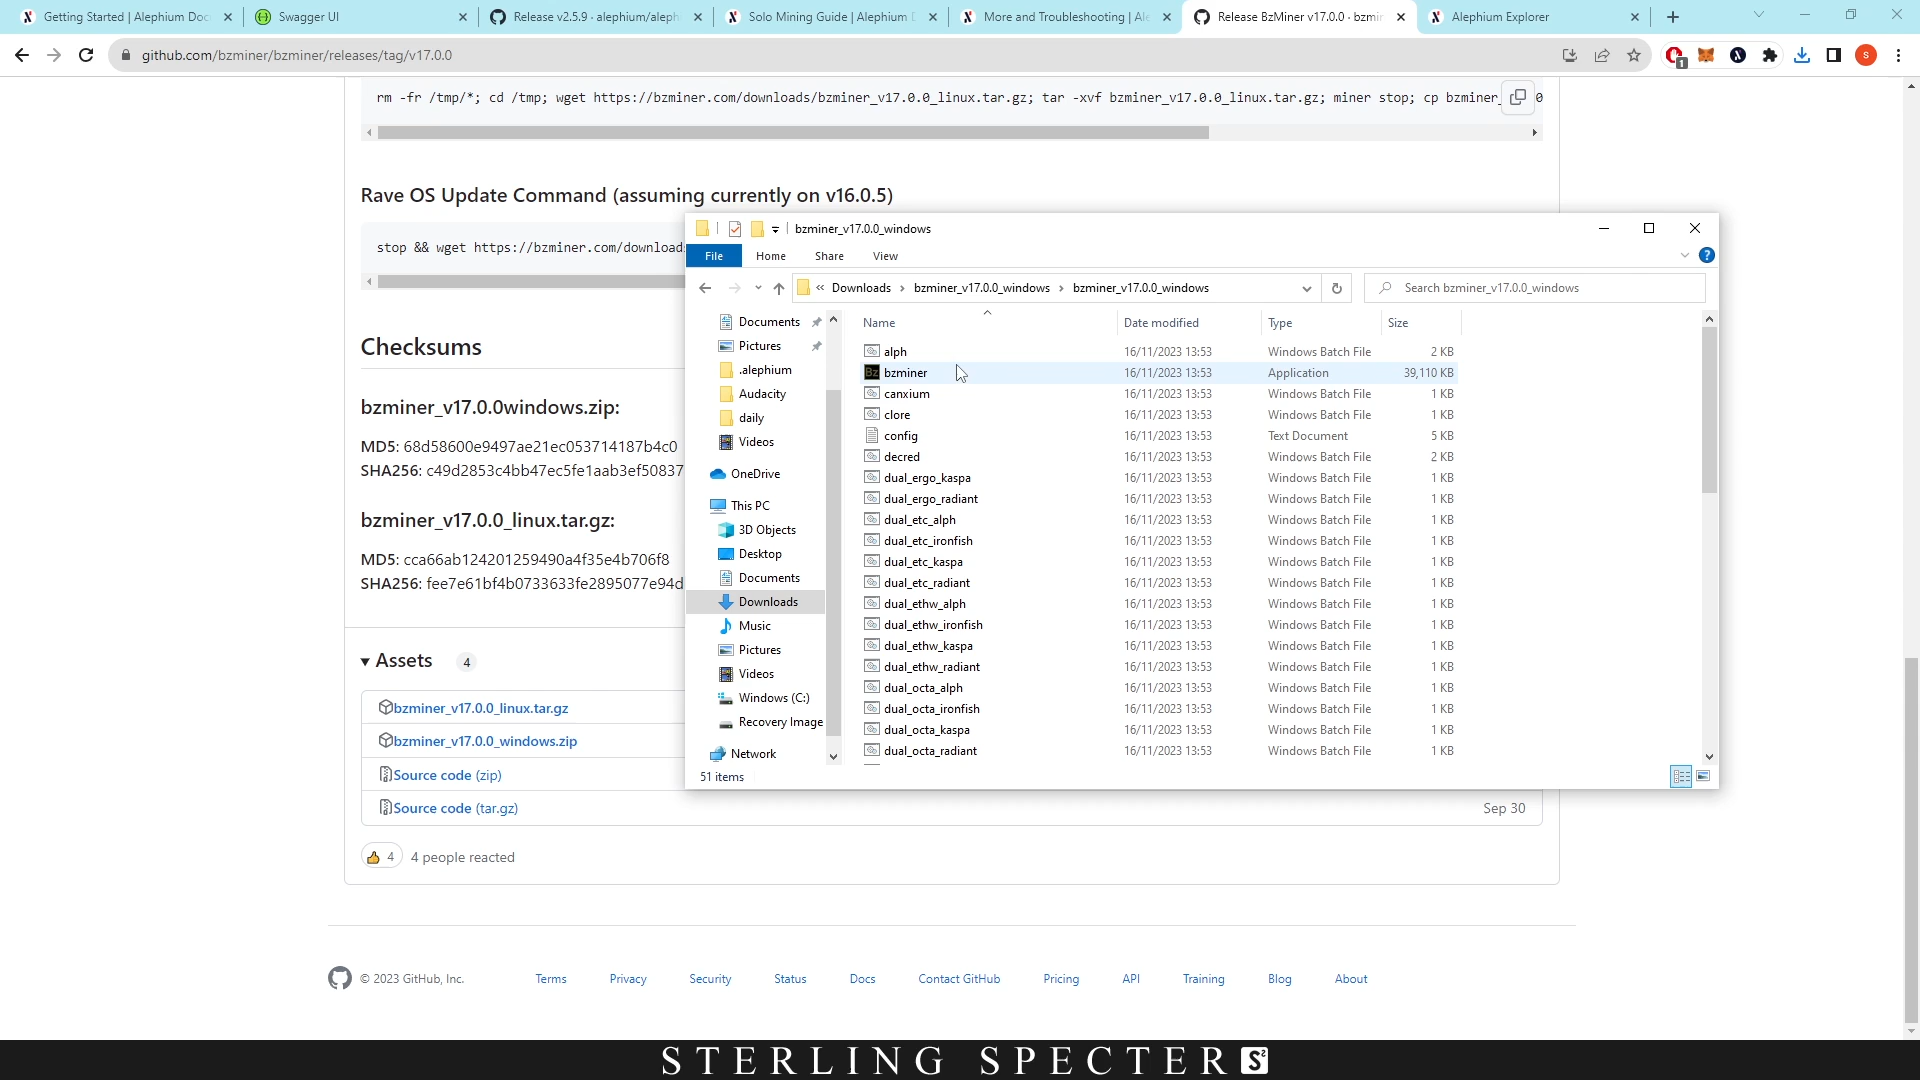 Getting Started | Alephium Doc
Swagger UI
Release v2.5.9 · alephium/aleph
Solo Mining Guide | Alephium D
More and Troubleshooting | Ale
Release BzMiner v17.0.0 · bzmin
Alephium Explorer
github.com/bzminer/bzminer/releases/tag/v17.0.0
1
S
rm -fr /tmp/*; cd /tmp; wget https://bzminer.com/downloads/bzminer_v17.0.0_linux.tar.gz; tar -xvf bzminer_v17.0.0_linux.tar.gz; miner stop; cp bzminer_
Rave OS Update Command (assuming currently on v16.0.5)
stop && wget https://bzminer.com/download
Checksums
bzminer_v17.0.0windows.zip:
MD5: 68d58600e9497ae21ec053714187b4c0
SHA256: c49d2853c4bb47ec5fe1aab3ef50837
bzminer_v17.0.0_linux.tar.gz:
MD5: cca66ab124201259490a4f35e4b706f8
SHA256: fee7e61bf4b0733633fe2895077e94d
Assets 4
bzminer_v17.0.0_linux.tar.gz
bzminer_v17.0.0_windows.zip
Source code (zip)
Source code (tar.gz)
Sep 30
4 4 people reacted
bzminer_v17.0.0_windows
File Home Share View
« Downloads › bzminer_v17.0.0_windows › bzminer_v17.0.0_windows
Search bzminer_v17.0.0_windows
Documents
Pictures
.alephium
Audacity
daily
Videos
OneDrive
This PC
3D Objects
Desktop
Documents
Downloads
Music
Pictures
Videos
Windows (C:)
Recovery Image
Network
Name Date modified Type Size
alph 16/11/2023 13:53 Windows Batch File 2 KB
Bz bzminer 16/11/2023 13:53 Application 39,110 KB
canxium 16/11/2023 13:53 Windows Batch File 1 KB
clore 16/11/2023 13:53 Windows Batch File 1 KB
config 16/11/2023 13:53 Text Document 5 KB
decred 16/11/2023 13:53 Windows Batch File 2 KB
dual_ergo_kaspa 16/11/2023 13:53 Windows Batch File 1 KB
dual_ergo_radiant 16/11/2023 13:53 Windows Batch File 1 KB
dual_etc_alph 16/11/2023 13:53 Windows Batch File 1 KB
dual_etc_ironfish 16/11/2023 13:53 Windows Batch File 1 KB
dual_etc_kaspa 16/11/2023 13:53 Windows Batch File 1 KB
dual_etc_radiant 16/11/2023 13:53 Windows Batch File 1 KB
dual_ethw_alph 16/11/2023 13:53 Windows Batch File 1 KB
dual_ethw_ironfish 16/11/2023 13:53 Windows Batch File 1 KB
dual_ethw_kaspa 16/11/2023 13:53 Windows Batch File 1 KB
dual_ethw_radiant 16/11/2023 13:53 Windows Batch File 1 KB
dual_octa_alph 16/11/2023 13:53 Windows Batch File 1 KB
dual_octa_ironfish 16/11/2023 13:53 Windows Batch File 1 KB
dual_octa_kaspa 16/11/2023 13:53 Windows Batch File 1 KB
dual_octa_radiant 16/11/2023 13:53 Windows Batch File 1 KB
51 items
© 2023 GitHub, Inc. Terms Privacy Security Status Docs Contact GitHub Pricing API Training Blog About
STERLING SPECTER S²